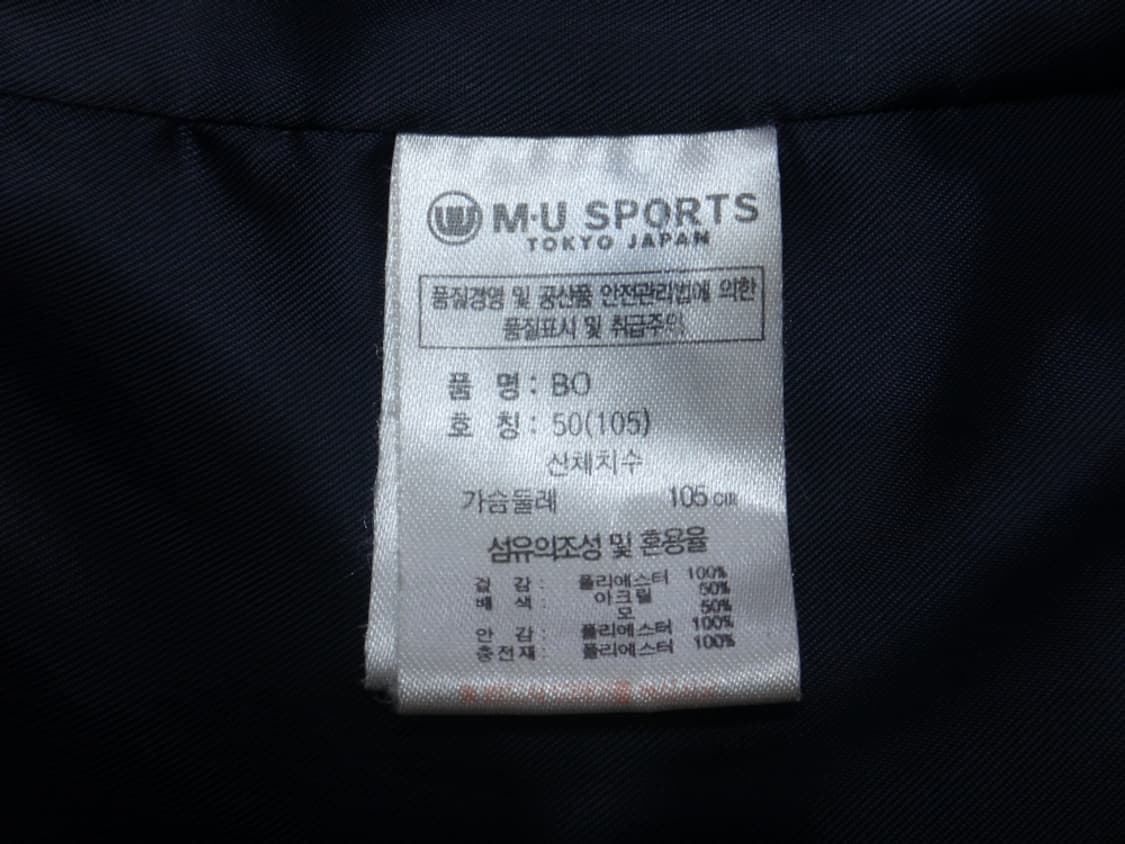 M·U SPORTS
TOKYO JAPAN
품질경영 및 공산품 안전관리법에 의한
품질표시 및 취급주의
품 명 : BO
호 칭 : 50(105)
신체치수
가슴둘레 105 cm
섬유의조성 및 혼용율
겉 감 : 폴리에스터 100%
배 색 : 아크릴 50%
모 50%
안 감 : 폴리에스터 100%
충전재 : 폴리에스터 100%